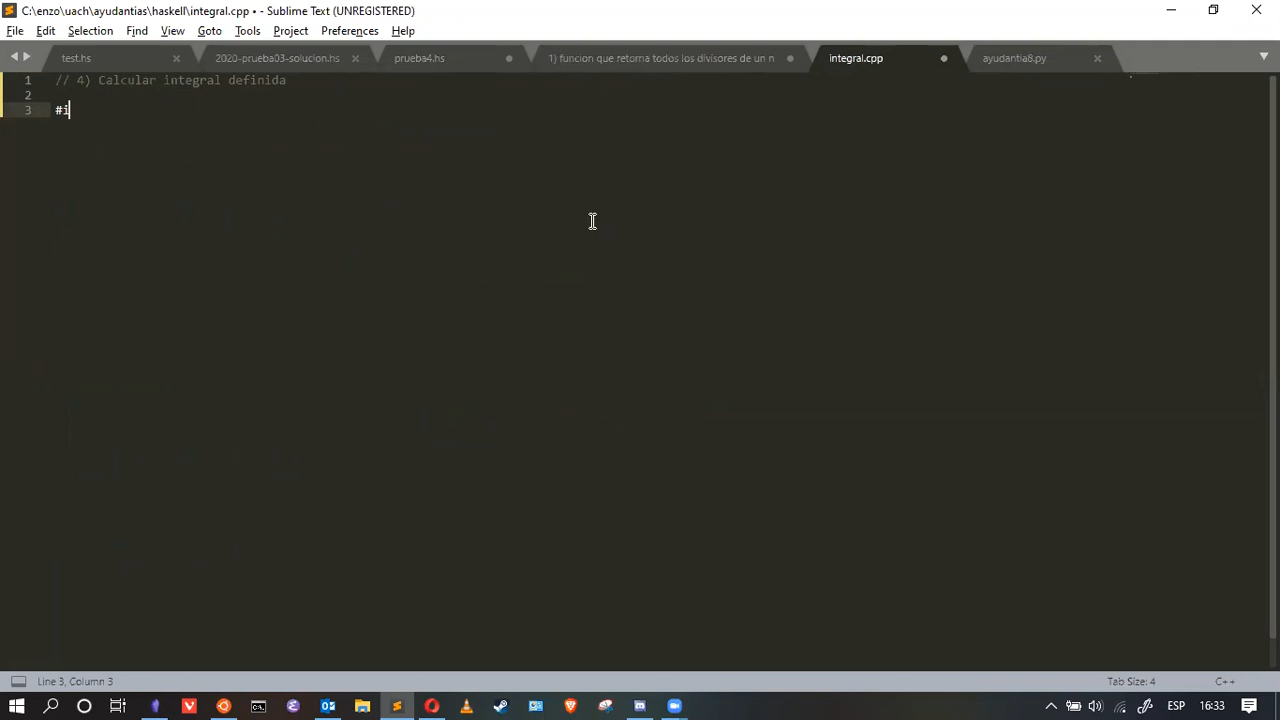 C:\enzo\uach\ayudantias\haskell\integral.cpp • - Sublime Text (UNREGISTERED)
File Edit Selection Find View Goto Tools Project Preferences Help
test.hs 2020-prueba03-solucion.hs prueba4.hs 1) funcion que retorna todos los divisores de un n integral.cpp ayudantia8.py
1 // 4) Calcular integral definida
2
3 #i
Line 3, Column 3 Tab Size: 4 C++
ESP 16:33